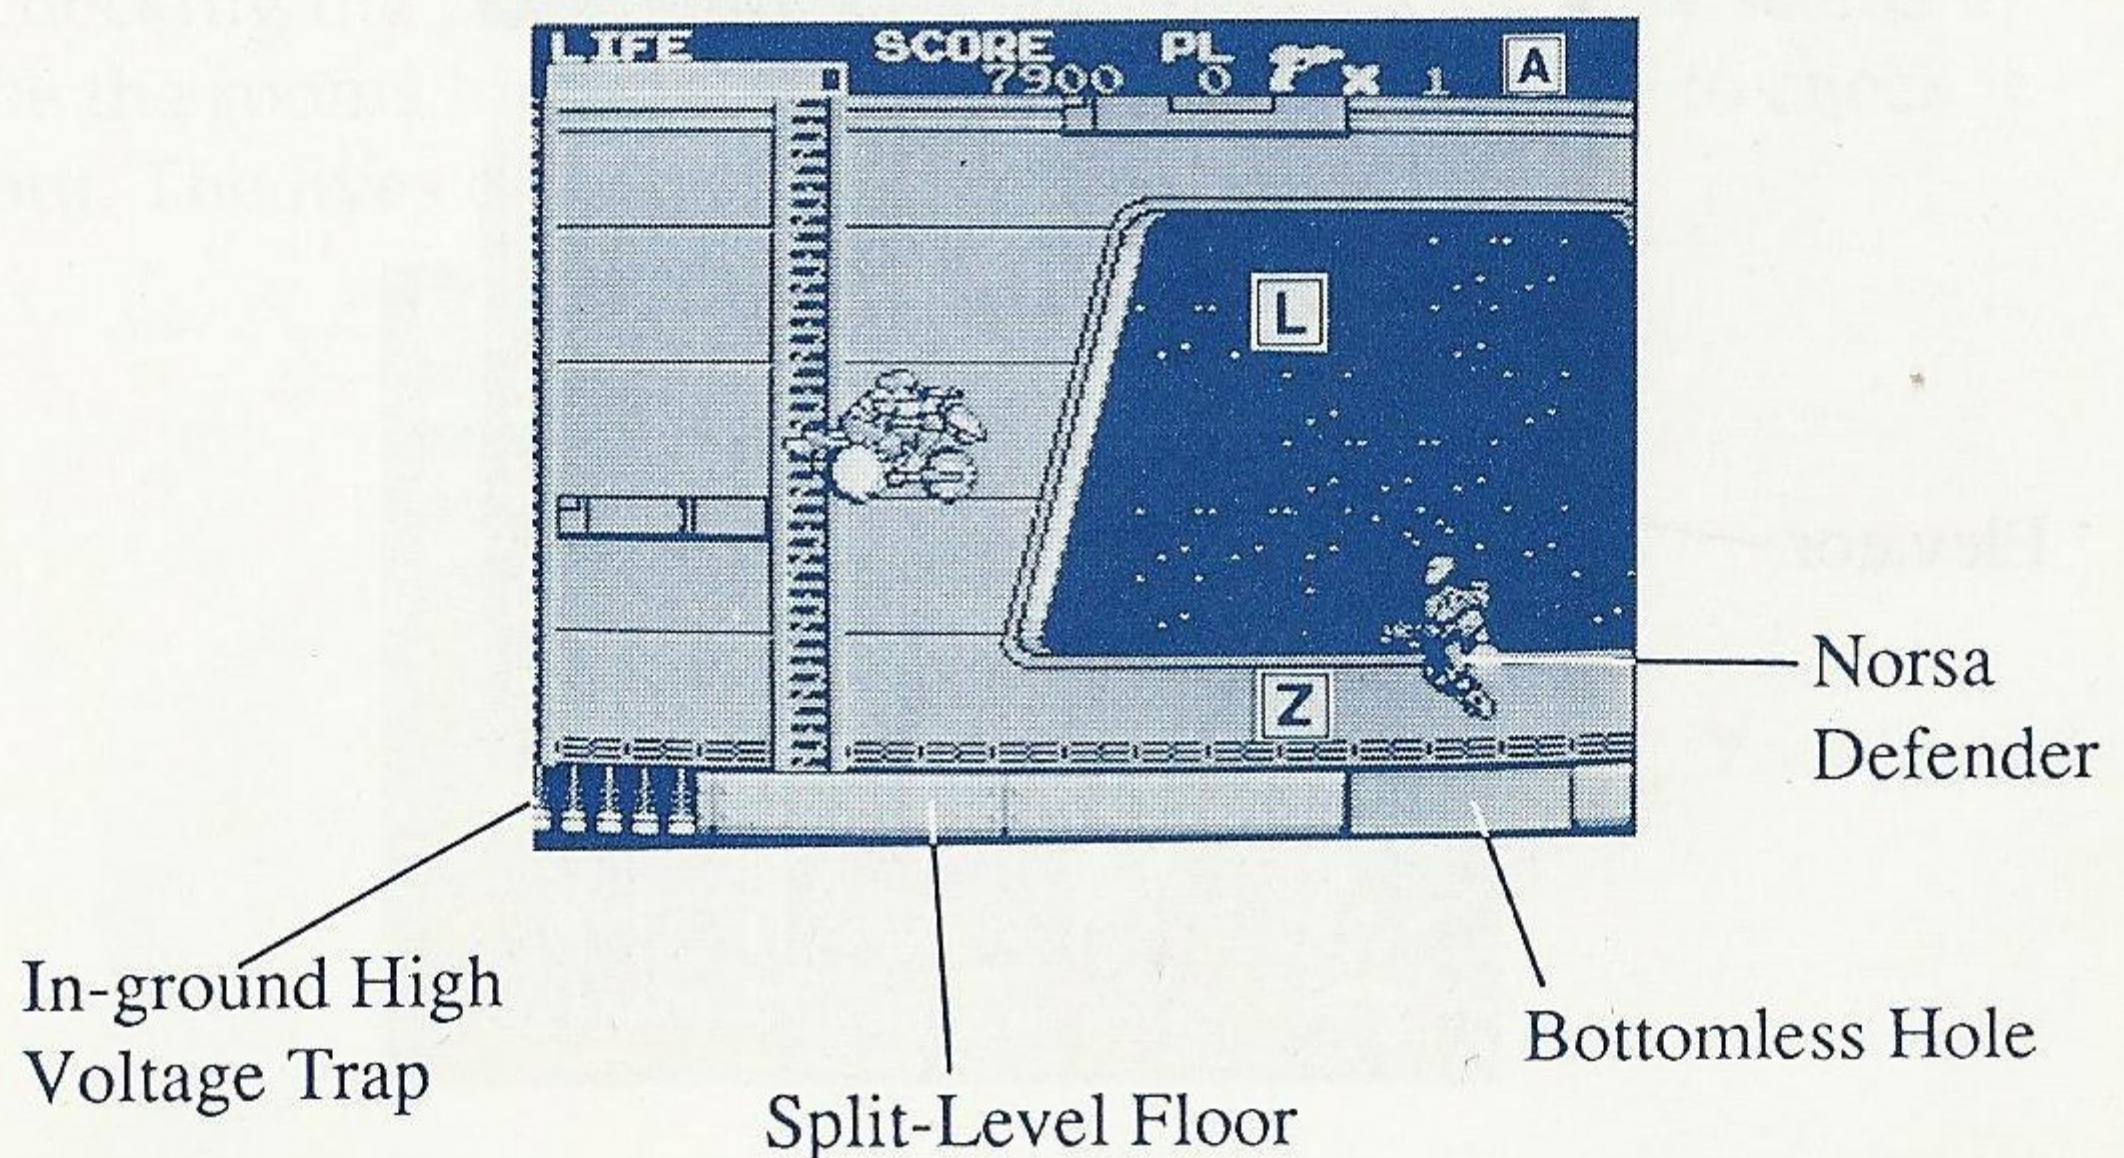 LIFE SCORE PL
7900 0 x 1 A
L
Z
Norsa
Defender
In-ground High
Voltage Trap
Bottomless Hole
Split-Level Floor